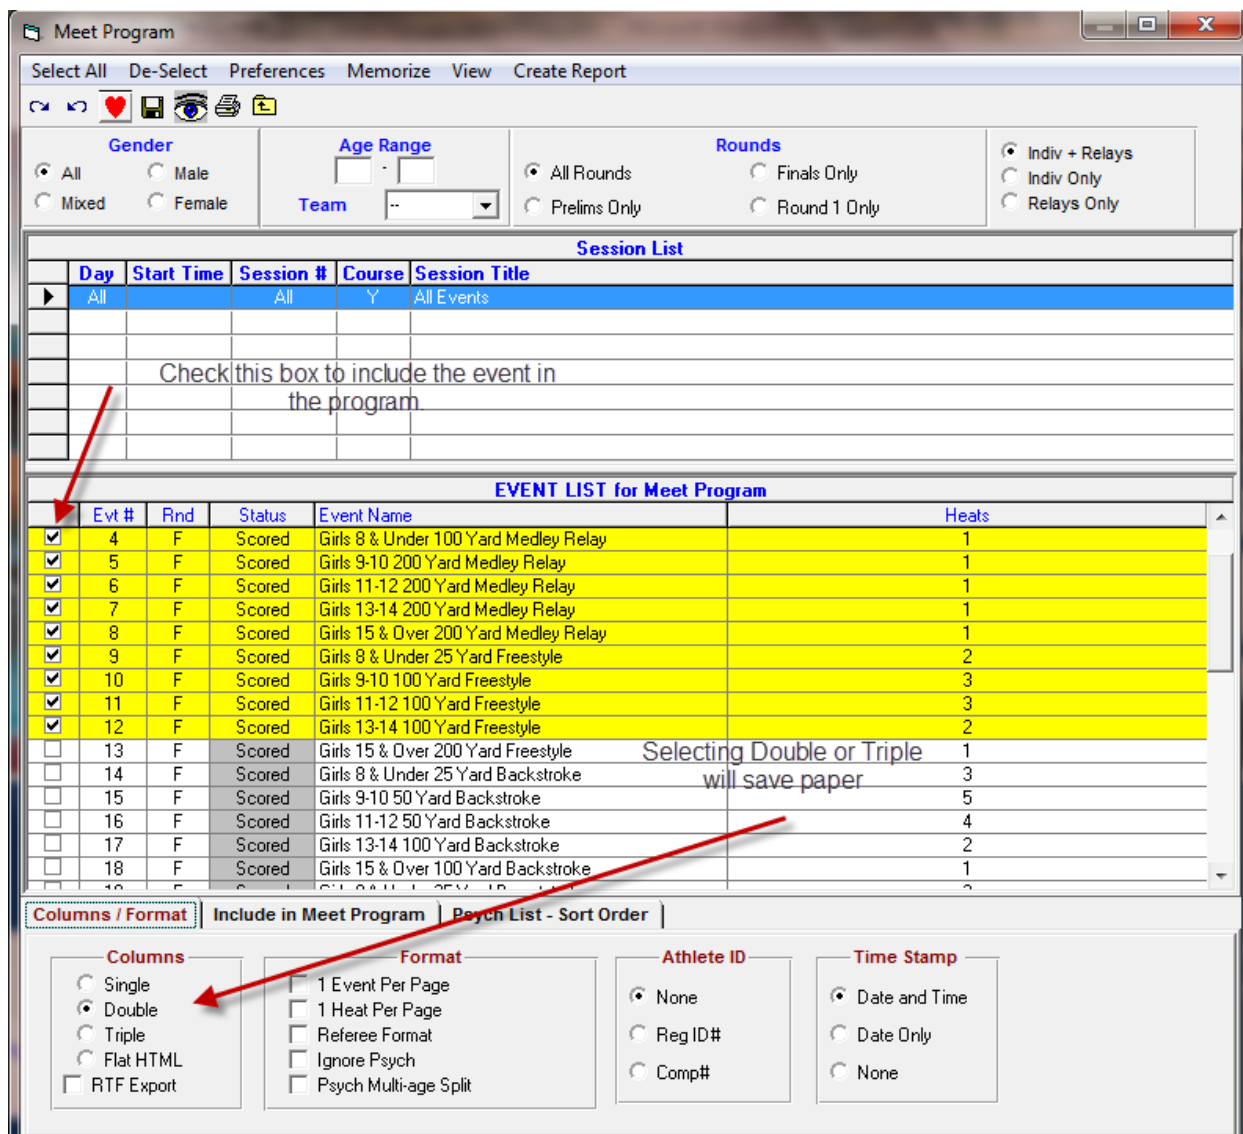 Meet Program
Select All De-Select Preferences Memorize View Create Report
Gender Age Range Rounds
All Male - All Rounds Finals Only Indiv + Relays
Indiv Only
Mixed Female Team -- Prelims Only Round 1 Only Relays Only
Session List
Day Start Time Session # Course Session Title
All All Y All Events
Check this box to include the event in
the program.
EVENT LIST for Meet Program
Evt # Rnd Status Event Name Heats
4 F Scored Girls 8 & Under 100 Yard Medley Relay 1
5 F Scored Girls 9-10 200 Yard Medley Relay 1
6 F Scored Girls 11-12 200 Yard Medley Relay 1
7 F Scored Girls 13-14 200 Yard Medley Relay 1
8 F Scored Girls 15 & Over 200 Yard Medley Relay 1
9 F Scored Girls 8 & Under 25 Yard Freestyle 2
10 F Scored Girls 9-10 100 Yard Freestyle 3
11 F Scored Girls 11-12 100 Yard Freestyle 3
12 F Scored Girls 13-14 100 Yard Freestyle 2
13 F Scored Girls 15 & Over 200 Yard Freestyle 1
Selecting Double or Triple
will save paper
14 F Scored Girls 8 & Under 25 Yard Backstroke 3
15 F Scored Girls 9-10 50 Yard Backstroke 5
16 F Scored Girls 11-12 50 Yard Backstroke 4
17 F Scored Girls 13-14 100 Yard Backstroke 2
18 F Scored Girls 15 & Over 100 Yard Backstroke 1
Columns / Format Include in Meet Program Psych List - Sort Order
Columns Format Athlete ID Time Stamp
Single 1 Event Per Page
None Date and Time
Double 1 Heat Per Page
Triple Referee Format Reg ID# Date Only
Flat HTML Ignore Psych
Comp# None
RTF Export Psych Multi-age Split